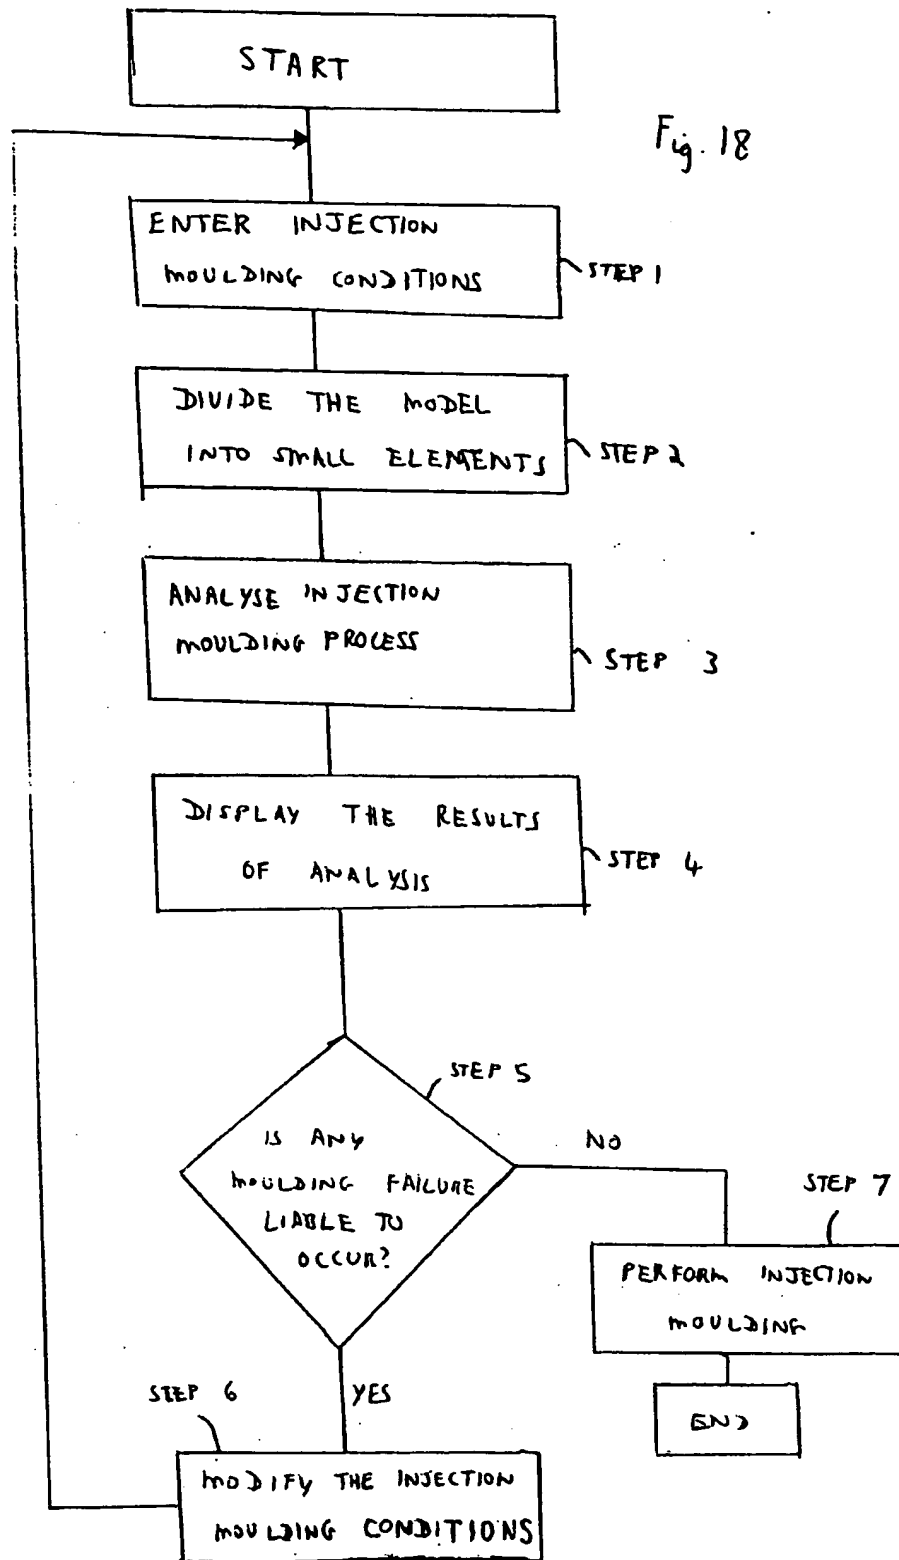 START
Fig. 18
ENTER INJECTION
MOULDING CONDITIONS
STEP 1
DIVIDE THE MODEL
INTO SMALL ELEMENTS
STEP 2
ANALYSE INJECTION
MOULDING PROCESS
STEP 3
DISPLAY THE RESULTS
OF ANALYSIS
STEP 4
STEP 5
IS ANY
MOULDING FAILURE
LIABLE TO
OCCUR?
NO
STEP 7
PERFORM INJECTION
MOULDING
END
YES
STEP 6
MODIFY THE INJECTION
MOULDING CONDITIONS